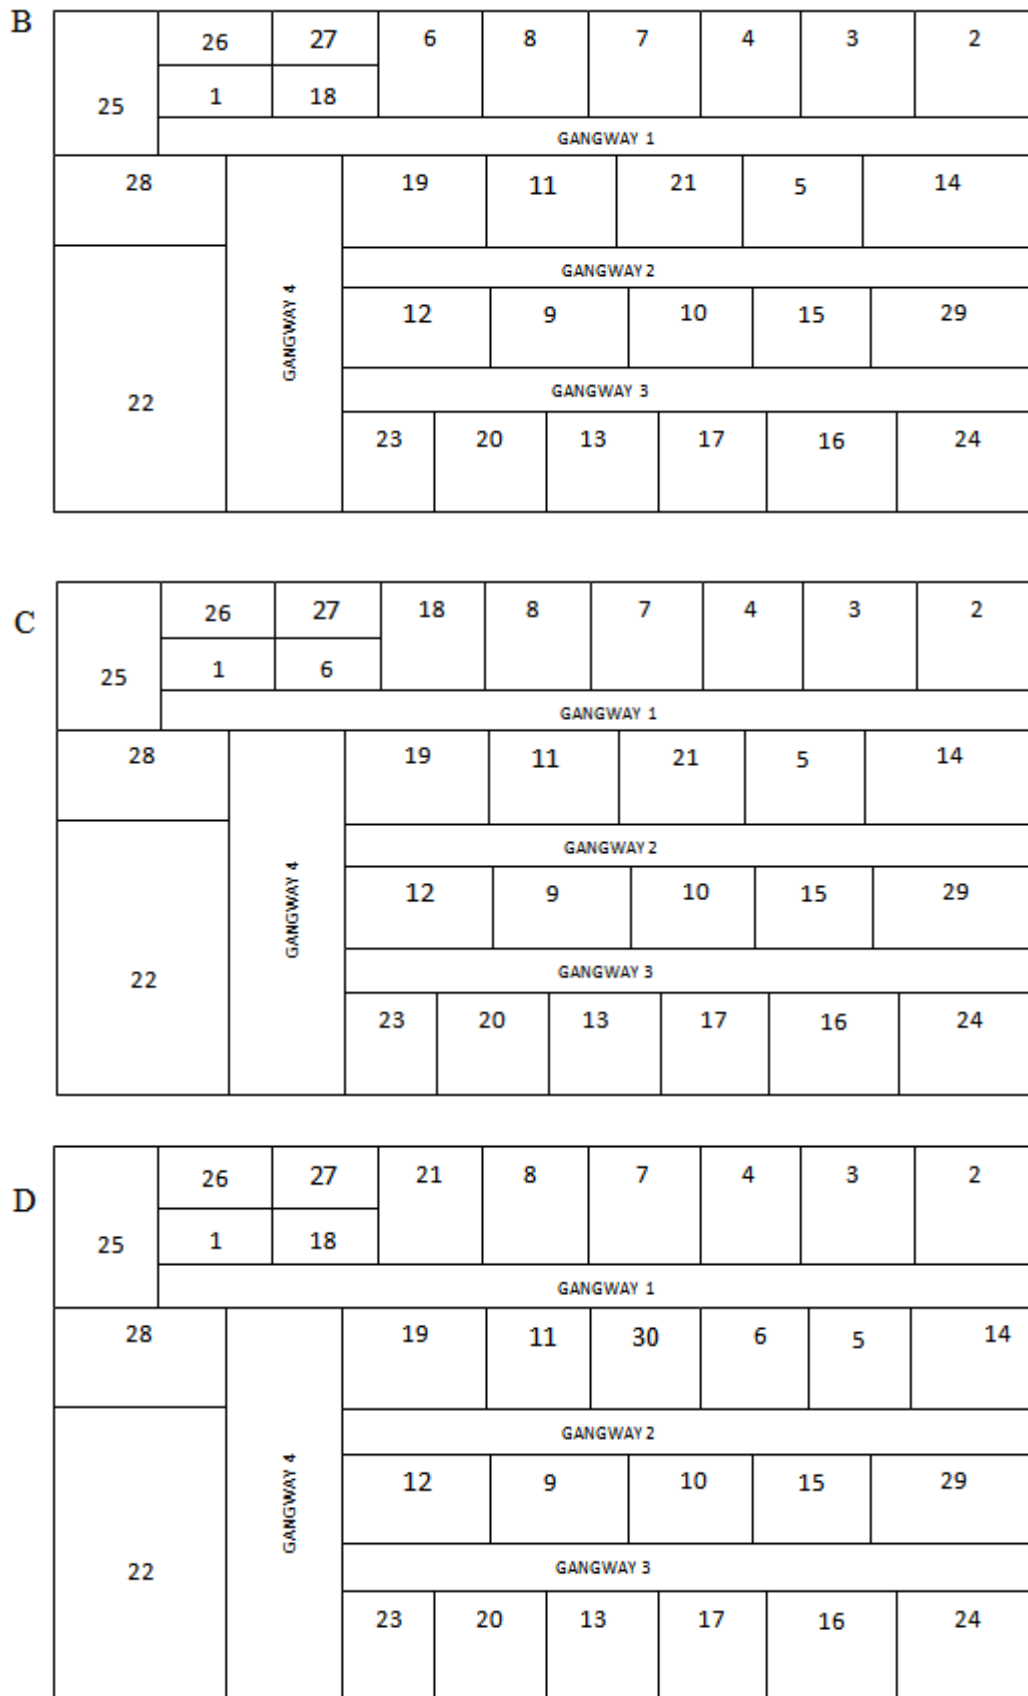 B
26 27 6 8 7 4 3 2
25 1 18
GANGWAY 1
28 19 11 21 5 14
GANGWAY 2
GANGWAY 4
12 9 10 15 29
GANGWAY 3
22
23 20 13 17 16 24
C
26 27 18 8 7 4 3 2
25 1 6
GANGWAY 1
28 19 11 21 5 14
GANGWAY 2
GANGWAY 4
12 9 10 15 29
GANGWAY 3
22
23 20 13 17 16 24
D
26 27 21 8 7 4 3 2
25 1 18
GANGWAY 1
28 19 11 30 6 5 14
GANGWAY 2
GANGWAY 4
12 9 10 15 29
GANGWAY 3
22
23 20 13 17 16 24